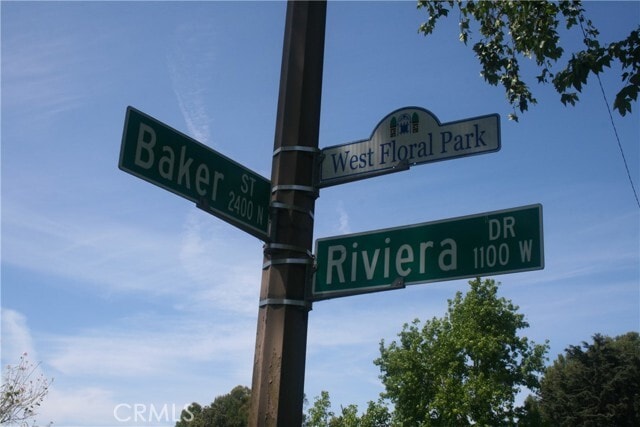 Baker ST
2400 N
West Floral Park
Riviera DR
1100 W
CRMLS